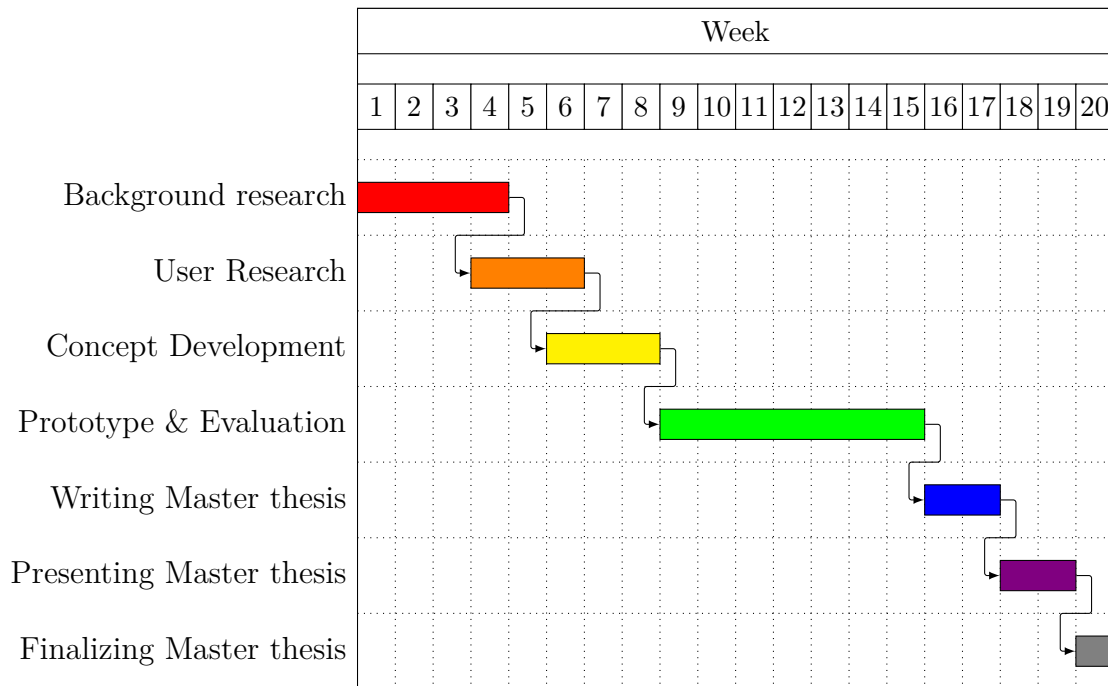 Week
1 2 3 4 5 6 7 8 9 10 11 12 13 14 15 16 17 18 19 20
Background research
User Research
Concept Development
Prototype & Evaluation
Writing Master thesis
Presenting Master thesis
Finalizing Master thesis